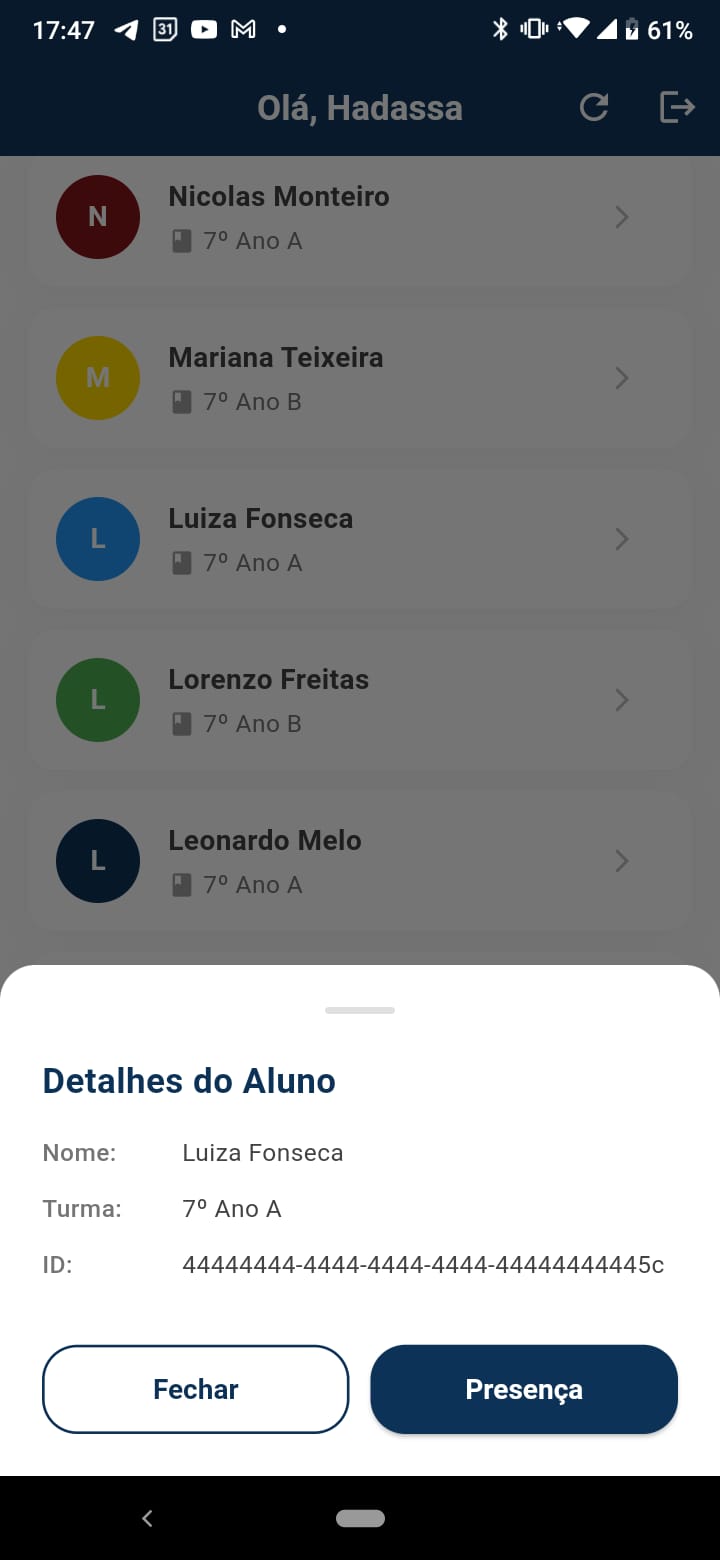 17:47 31 61%
Olá, Hadassa
N Nicolas Monteiro
7º Ano A
M Mariana Teixeira
7º Ano B
L Luiza Fonseca
7º Ano A
L Lorenzo Freitas
7º Ano B
L Leonardo Melo
7º Ano A
Detalhes do Aluno
Nome: Luiza Fonseca
Turma: 7º Ano A
ID: 44444444-4444-4444-4444-44444444445c
Fechar Presença